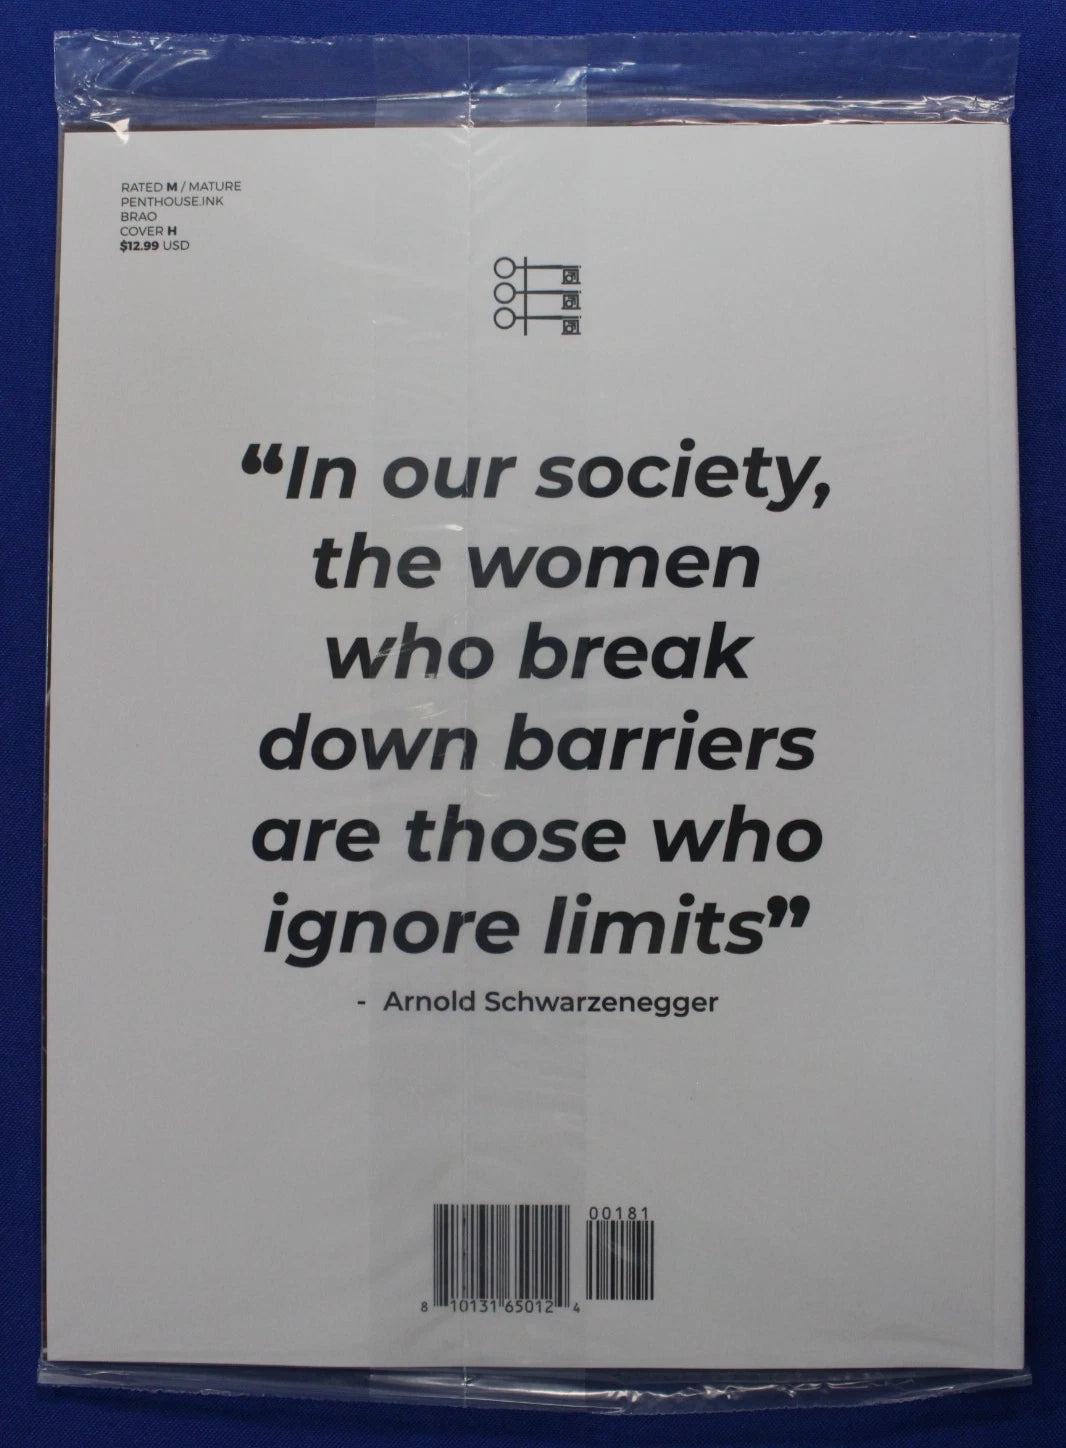 RATED M / MATURE
PENTHOUSE.INK
BRAO
COVER H
$12.99 USD
“In our society,
the women
who break
down barriers
are those who
ignore limits”
- Arnold Schwarzenegger
00181
8 10131 65012 4